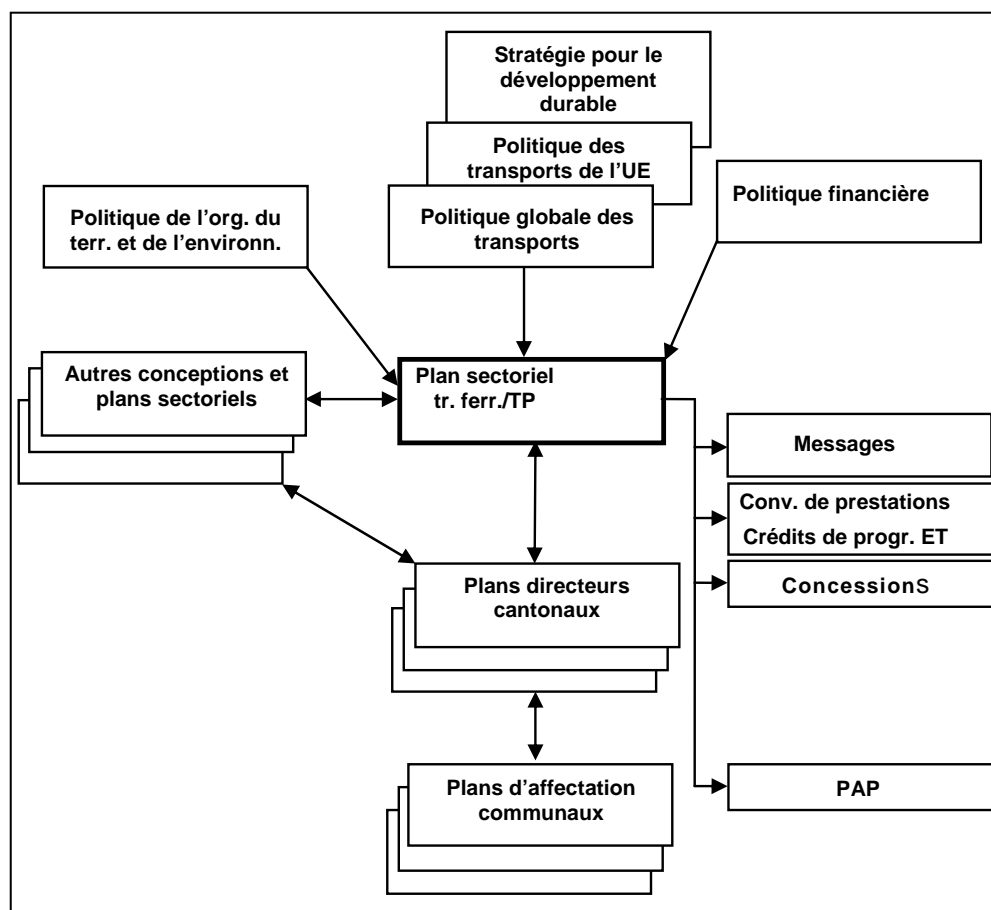 Stratégie pour le
développement
durable
Politique des
transports de l'UE
Politique globale des
transports
Politique de l'org. du
terr. et de l'environn.
Politique financière
Autres conceptions et
plans sectoriels
Plan sectoriel
tr. ferr./TP
Messages
Conv. de prestations
Crédits de progr. ET
Concessions
Plans directeurs
cantonaux
Plans d'affectation
communaux
PAP